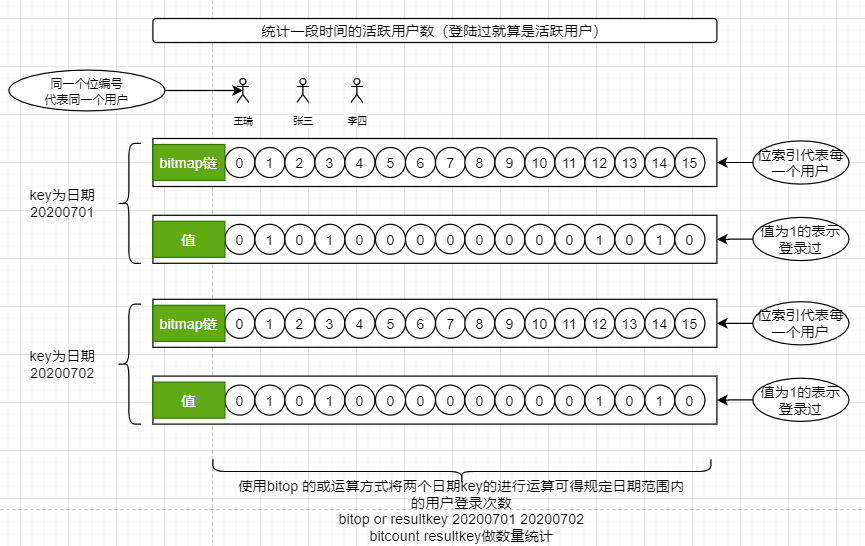 统计一段时间的活跃用户数（登陆过就算是活跃用户）
同一个位编号
代表同一个用户
王瑞 张三 李四
key为日期
20200701
bitmap链 0 1 2 3 4 5 6 7 8 9 10 11 12 13 14 15
位索引代表每
一个用户
值 0 1 0 1 0 0 0 0 0 0 0 0 1 0 1 0
值为1的表示
登录过
key为日期
20200702
bitmap链 0 1 2 3 4 5 6 7 8 9 10 11 12 13 14 15
位索引代表每
一个用户
值 0 1 0 1 0 0 0 0 0 0 0 0 1 0 1 0
值为1的表示
登录过
使用bitop 的或运算方式将两个日期key的进行运算可得规定日期范围内
的用户登录次数
bitop or resultkey 20200701 20200702
bitcount resultkey做数量统计